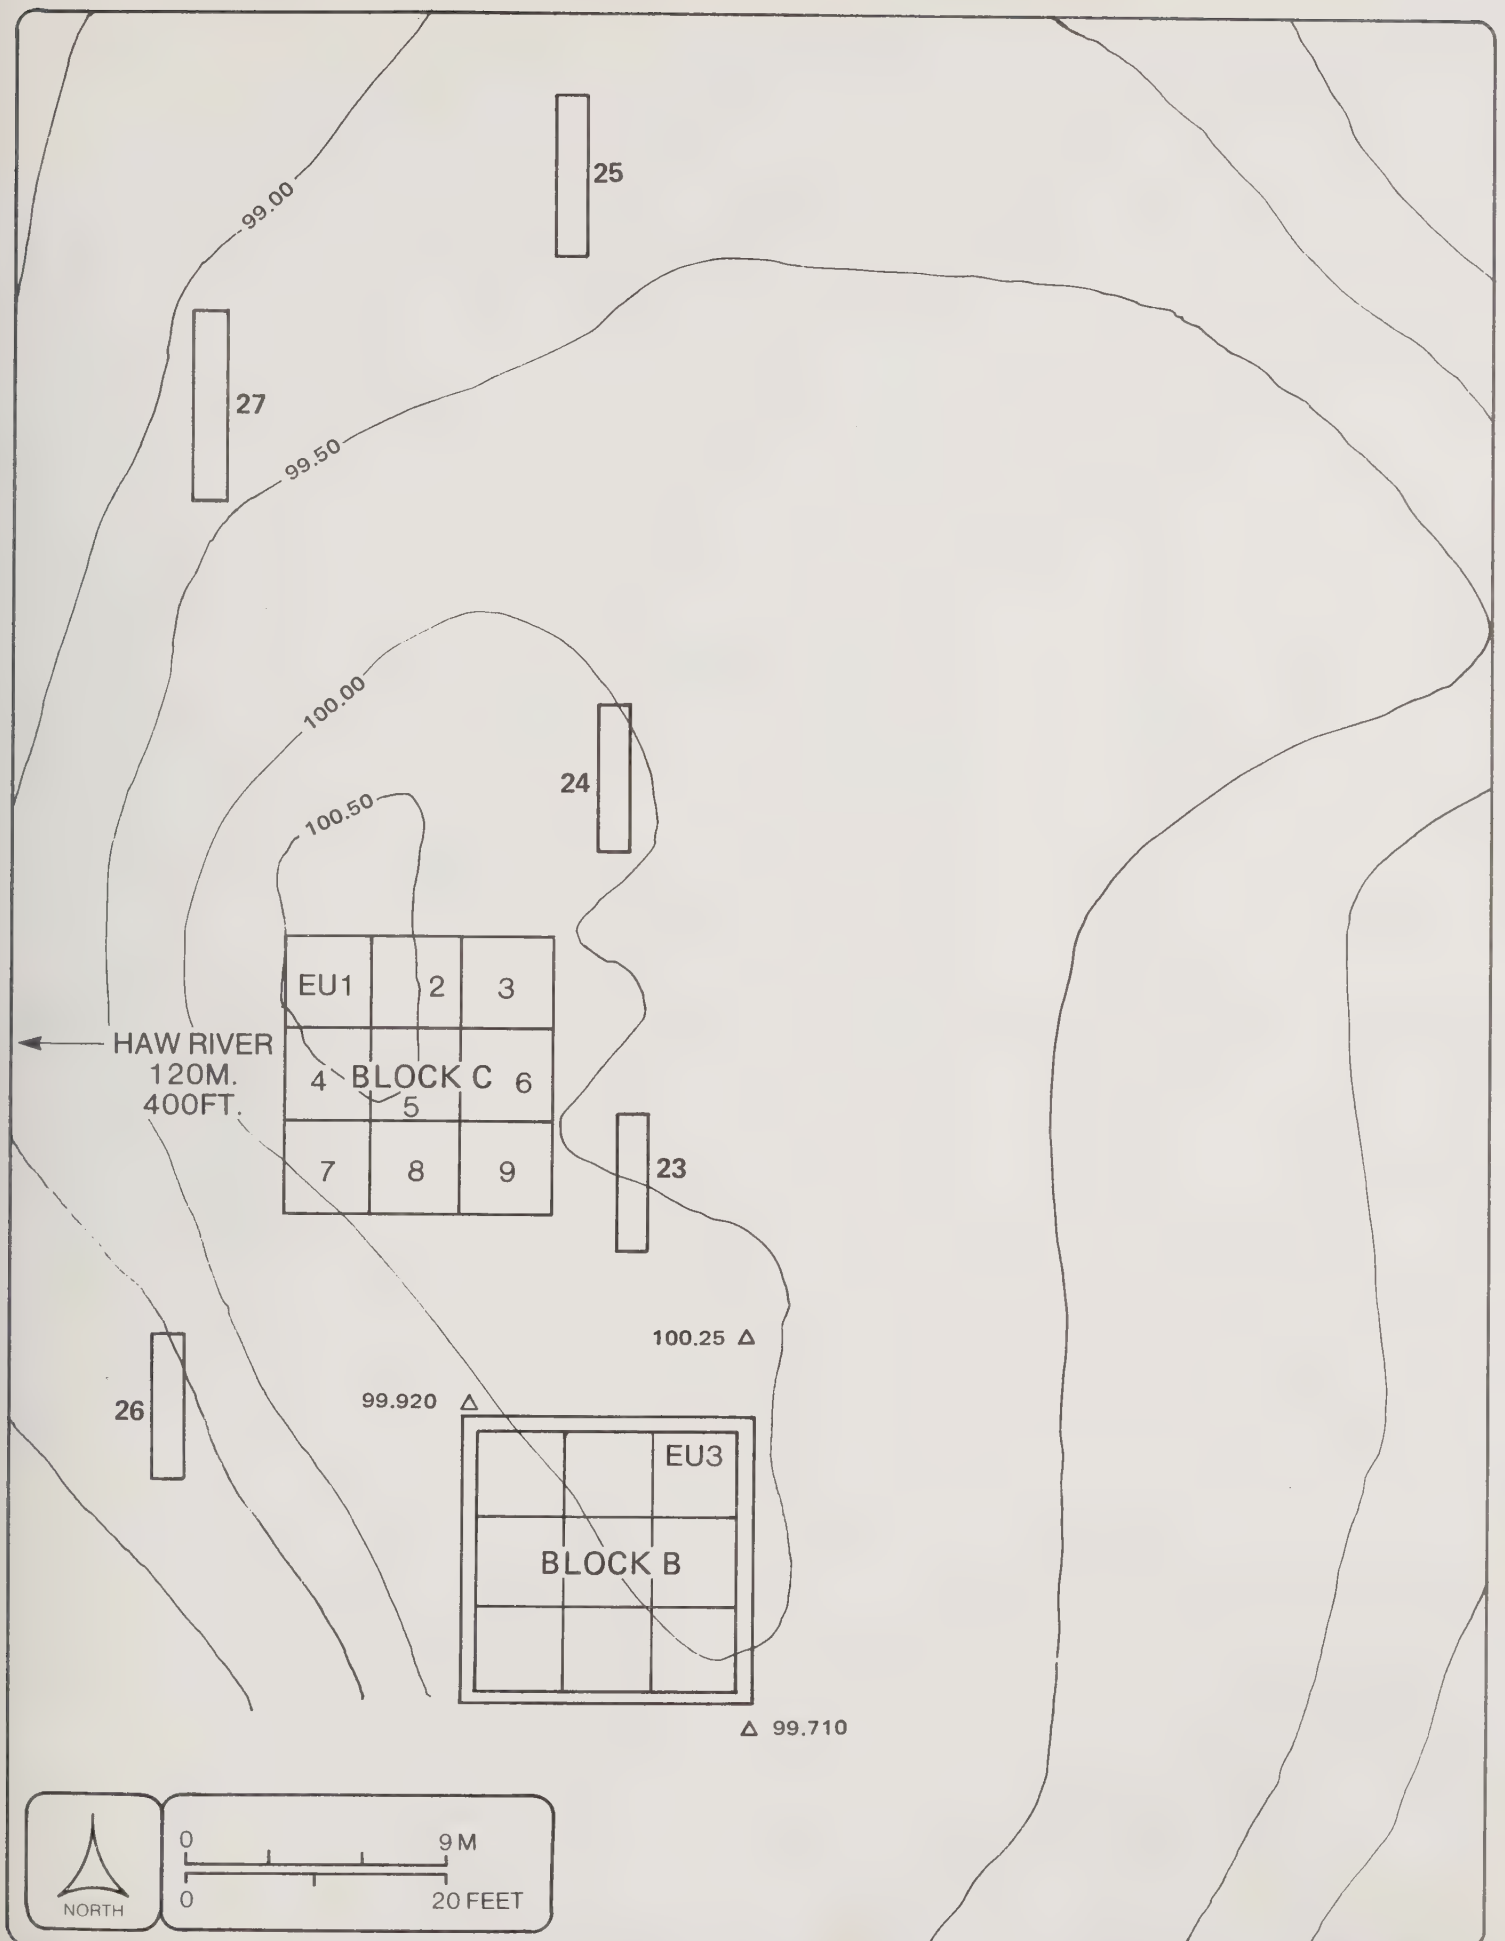 25
99.00
27
99.50
100.00
24
100.50
EU1 2 3
HAW RIVER
120M.
400FT.
4 BLOCK C 6
5
7 8 9
23
100.25
99.920
26
EU3
BLOCK B
99.710
0 9 M
0 20 FEET
NORTH